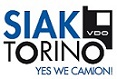 SIAK
VDO
TORINO
YES WE CAMION!